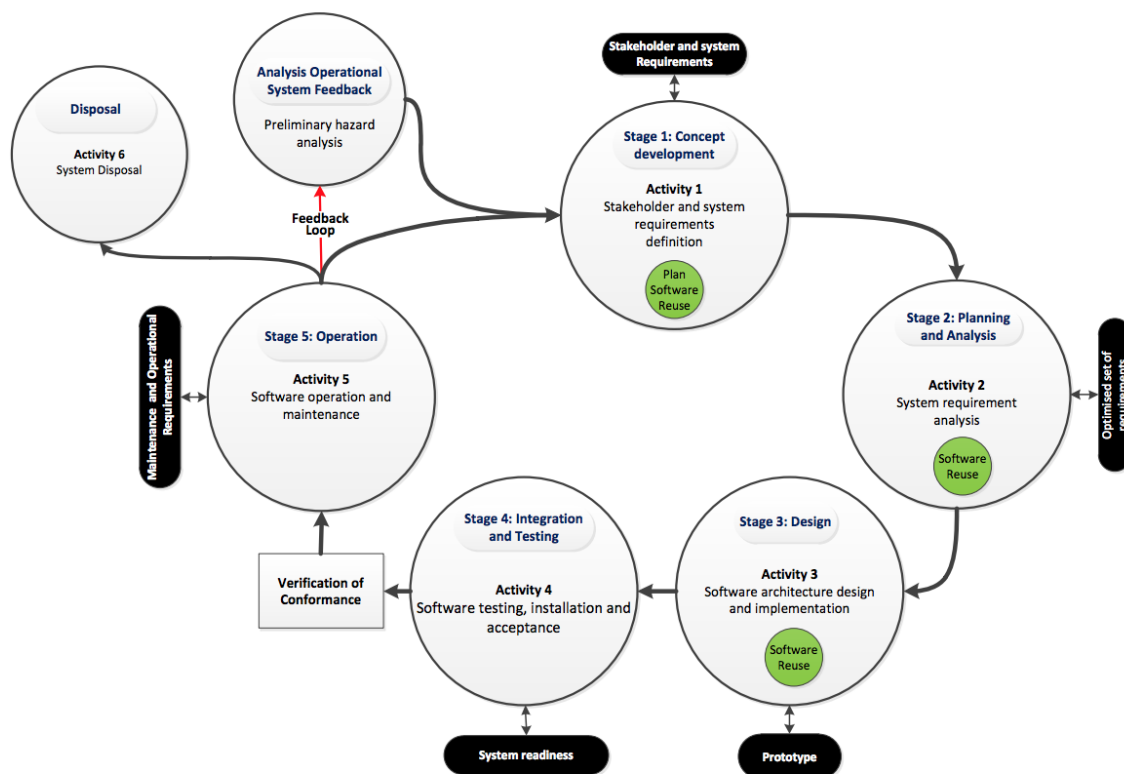 Stakeholder and system
Requirements
Analysis Operational
System Feedback
Preliminary hazard
analysis
Disposal
Activity 6
System Disposal
Stage 1: Concept
development
Activity 1
Stakeholder and system
requirements
definition
Plan
Software
Reuse
Feedback
Loop
Stage 2: Planning
and Analysis
Activity 2
System requirement
analysis
Software
Reuse
Optimised set of
requirements
Stage 5: Operation
Activity 5
Software operation and
maintenance
Maintenance and Operational
Requirements
Stage 4: Integration
and Testing
Activity 4
Software testing, installation and
acceptance
Stage 3: Design
Activity 3
Software architecture design
and implementation
Software
Reuse
Verification of
Conformance
System readiness
Prototype